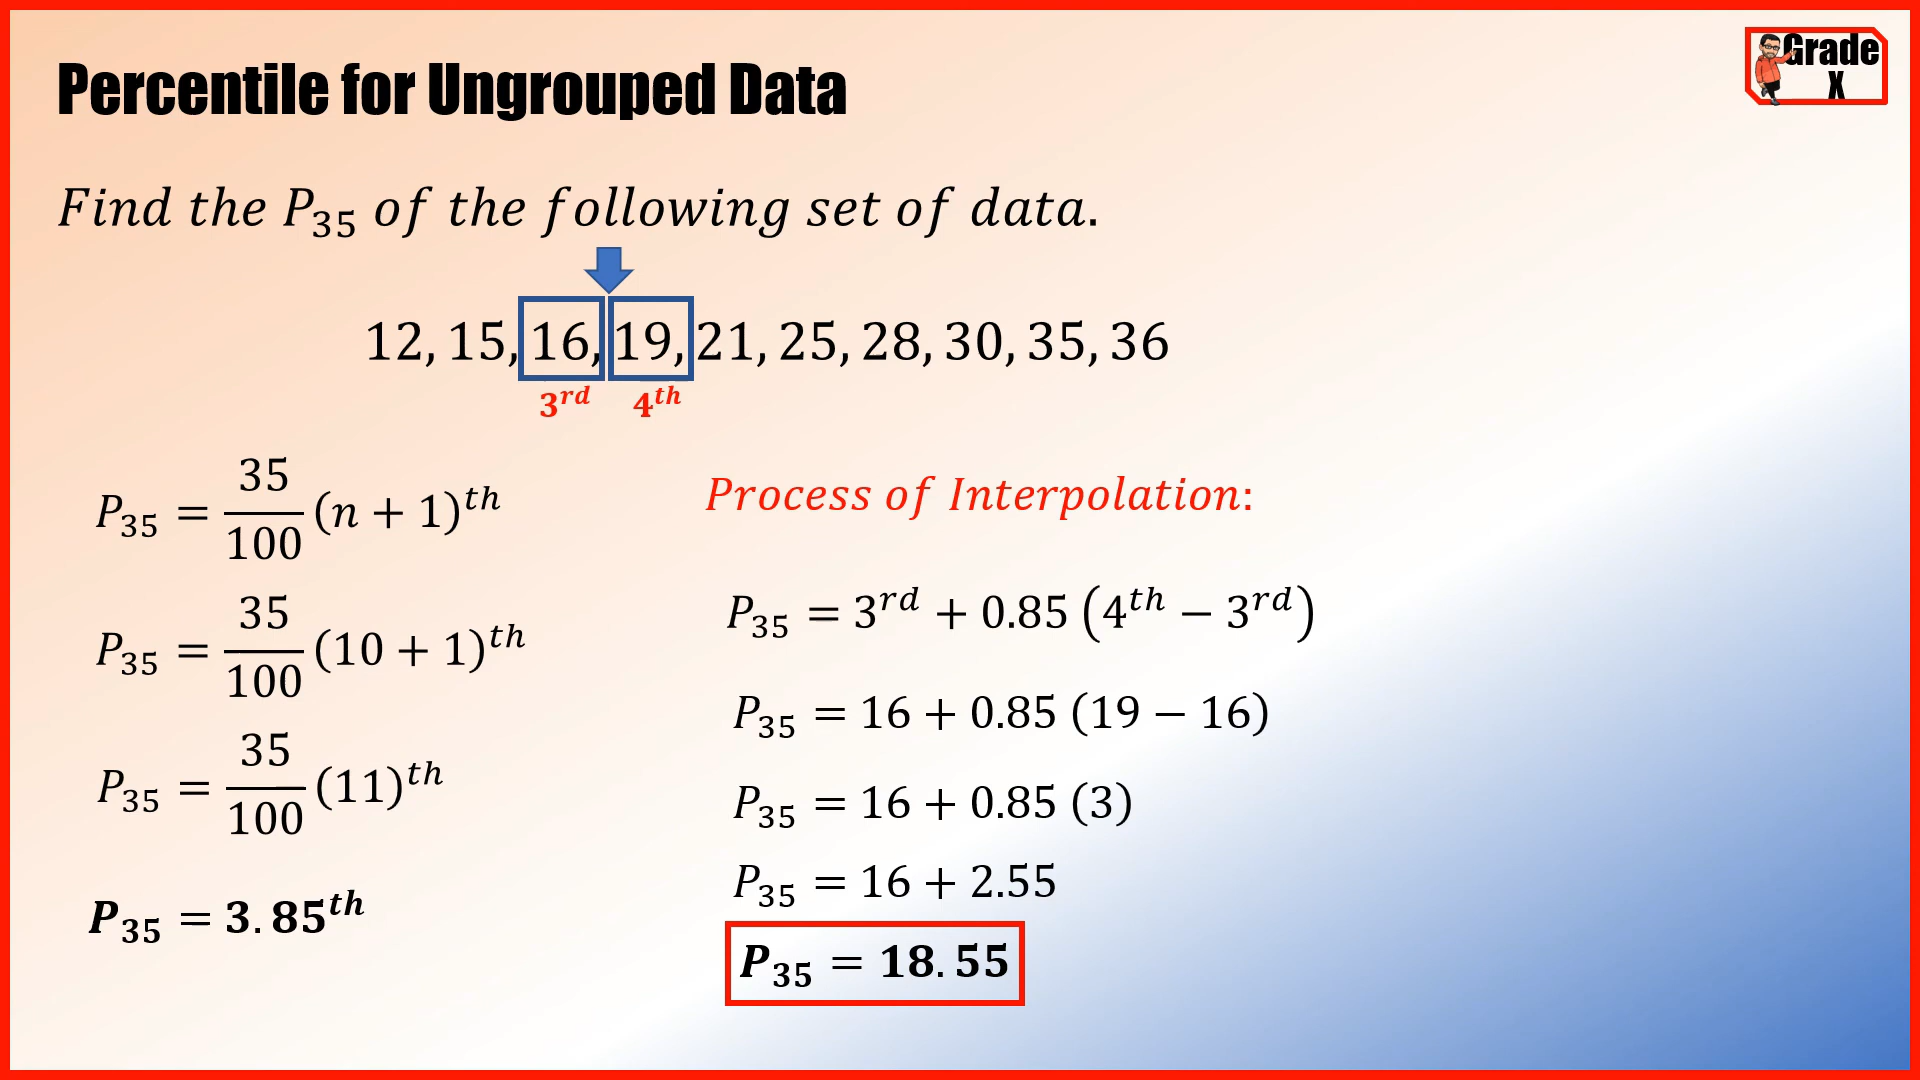 Percentile for Ungrouped Data
Grade
X
Find the P₃₅ of the following set of data.
12, 15, 16, 19, 21, 25, 28, 30, 35, 36
3ʳᵈ 4ᵗʰ
P₃₅ = 35/100 (n + 1)ᵗʰ
P₃₅ = 35/100 (10 + 1)ᵗʰ
P₃₅ = 35/100 (11)ᵗʰ
P₃₅ = 3.85ᵗʰ
Process of Interpolation:
P₃₅ = 3ʳᵈ + 0.85 (4ᵗʰ − 3ʳᵈ)
P₃₅ = 16 + 0.85 (19 − 16)
P₃₅ = 16 + 0.85 (3)
P₃₅ = 16 + 2.55
P₃₅ = 18.55